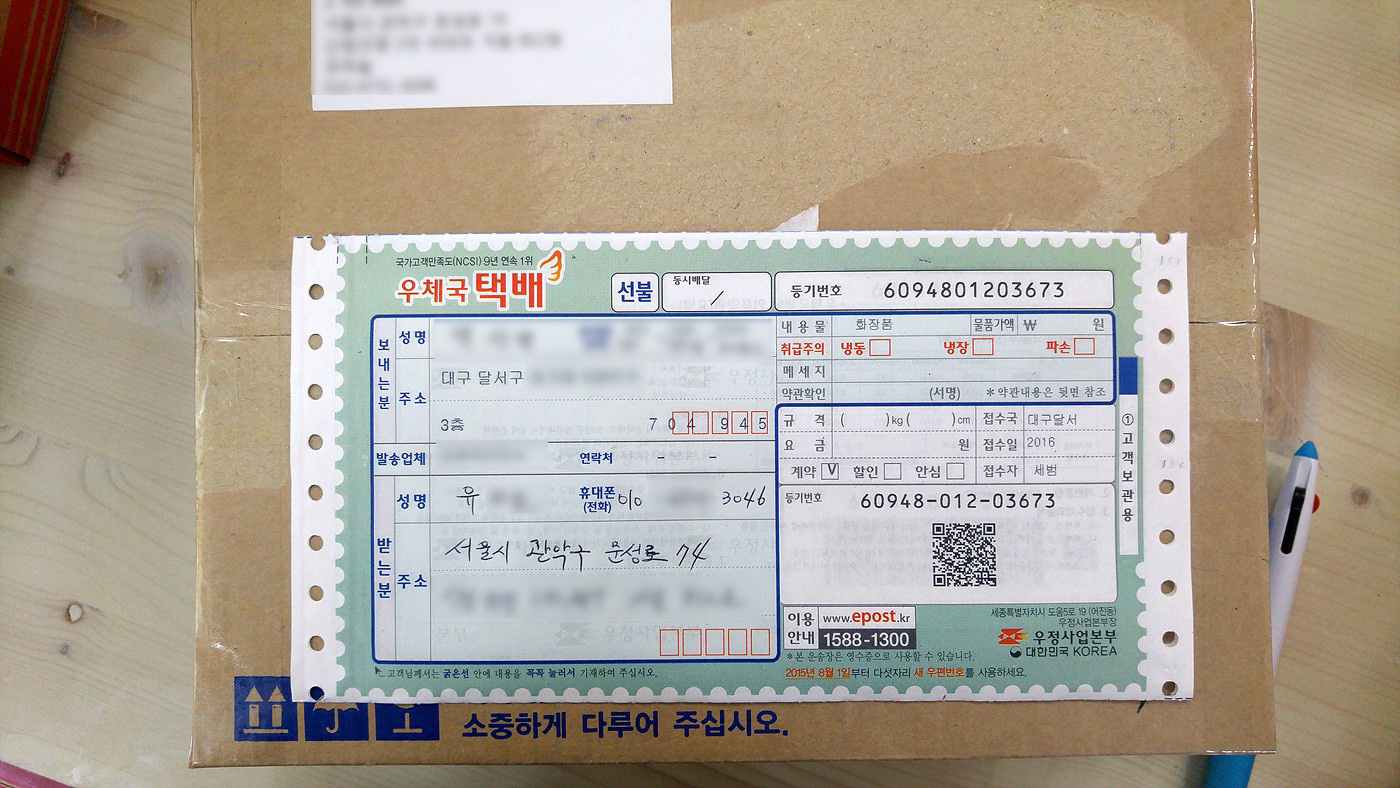 국가고객만족도(NCSI) 9년 연속 1위
우체국 택배
선불
동시배달
등기번호 6094801203673
보내는분
성명
주소
대구 달서구
3층
704 945
발송업체
연락처 - -
받는분
성명
유
휴대폰 (전화) 010 3046
주소
서울시 관악구 문성로 74
내용물 화장품 물품가액 ₩ 원
취급주의 냉동 냉장 파손
메세지
약관확인 (서명) *약관내용은 뒷면 참조
규격 ( )kg ( )cm 접수국 대구달서
요금 원 접수일 2016
계약 V 할인 안심 접수자 세범
등기번호 60948-012-03673
① 고객보관용
이용안내 www.epost.kr
1588-1300
세종특별자치시 도움5로 19 (어진동)
우정사업본부장
우정사업본부
대한민국 KOREA
*본 운송장은 영수증으로 사용할 수 있습니다.
고객님께서는 굵은선 안에 내용을 꼭꼭 눌러서 기재하여 주십시오.
2015년 8월 1일부터 다섯자리 새 우편번호를 사용하세요.
소중하게 다루어 주십시오.